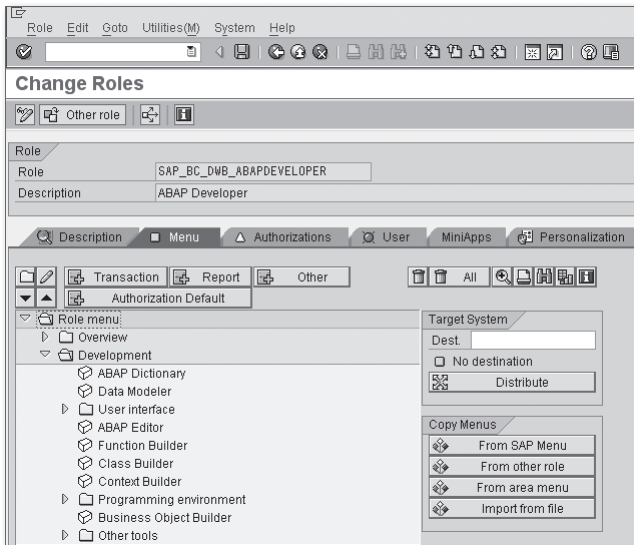 Role Edit Goto Utilities(M) System Help
Change Roles
Other role
Role
Role SAP_BC_DWB_ABAPDEVELOPER
Description ABAP Developer
Description Menu Authorizations User MiniApps Personalization
Transaction Report Other All
Authorization Default
Role menu
Overview
Development
ABAP Dictionary
Data Modeler
User interface
ABAP Editor
Function Builder
Class Builder
Context Builder
Programming environment
Business Object Builder
Other tools
Target System
Dest.
No destination
Distribute
Copy Menus
From SAP Menu
From other role
From area menu
Import from file